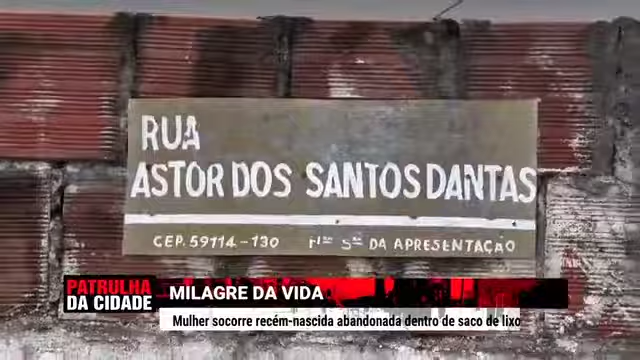 RUA
ASTOR DOS SANTOS DANTAS
CEP. 59114-130 Nª Sª DA APRESENTAÇÃO
PATRULHA
DA CIDADE
MILAGRE DA VIDA
Mulher socorre recém-nascida abandonada dentro de saco de lixo